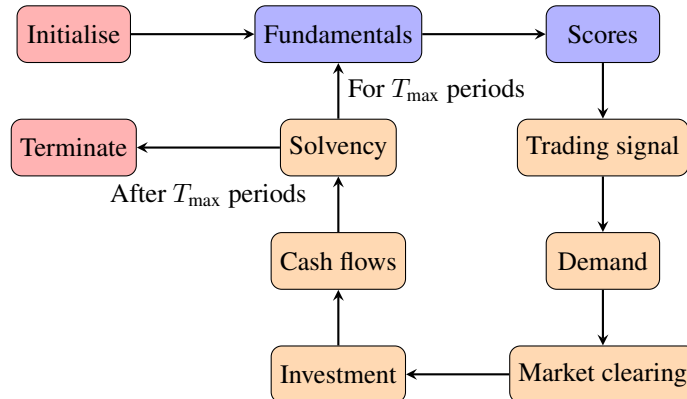 Initialise
Fundamentals
Scores
For T_max periods
Terminate
Solvency
Trading signal
After T_max periods
Cash flows
Demand
Investment
Market clearing